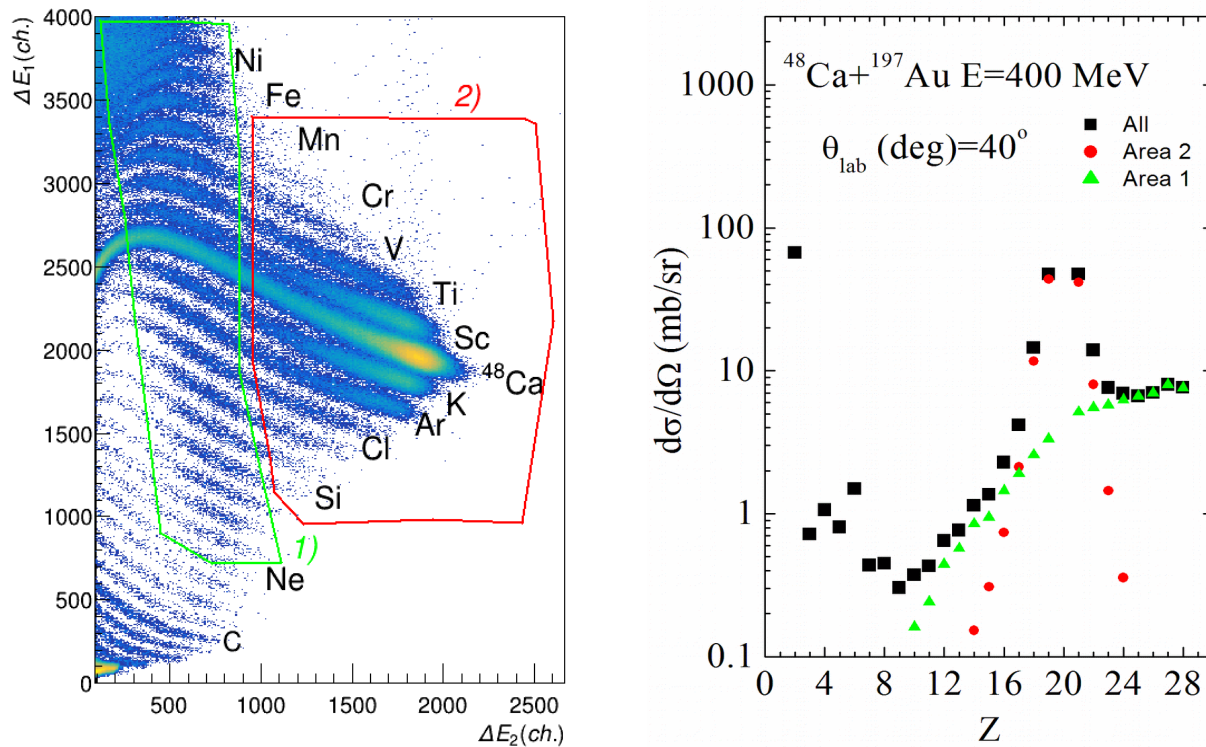 4000
3500
3000
2500
2000
1500
1000
500
0
ΔE₁(ch.)
500
1000
1500
2000
2500
ΔE₂(ch.)
Ni
Fe
2)
Mn
Cr
V
Ti
Sc
⁴⁸Ca
K
Ar
Cl
Si
1)
Ne
C
1000
100
10
1
0.1
dσ/dΩ (mb/sr)
⁴⁸Ca+¹⁹⁷Au E=400 MeV
θlab (deg)=40°
All
Area 2
Area 1
0 4 8 12 16 20 24 28
Z